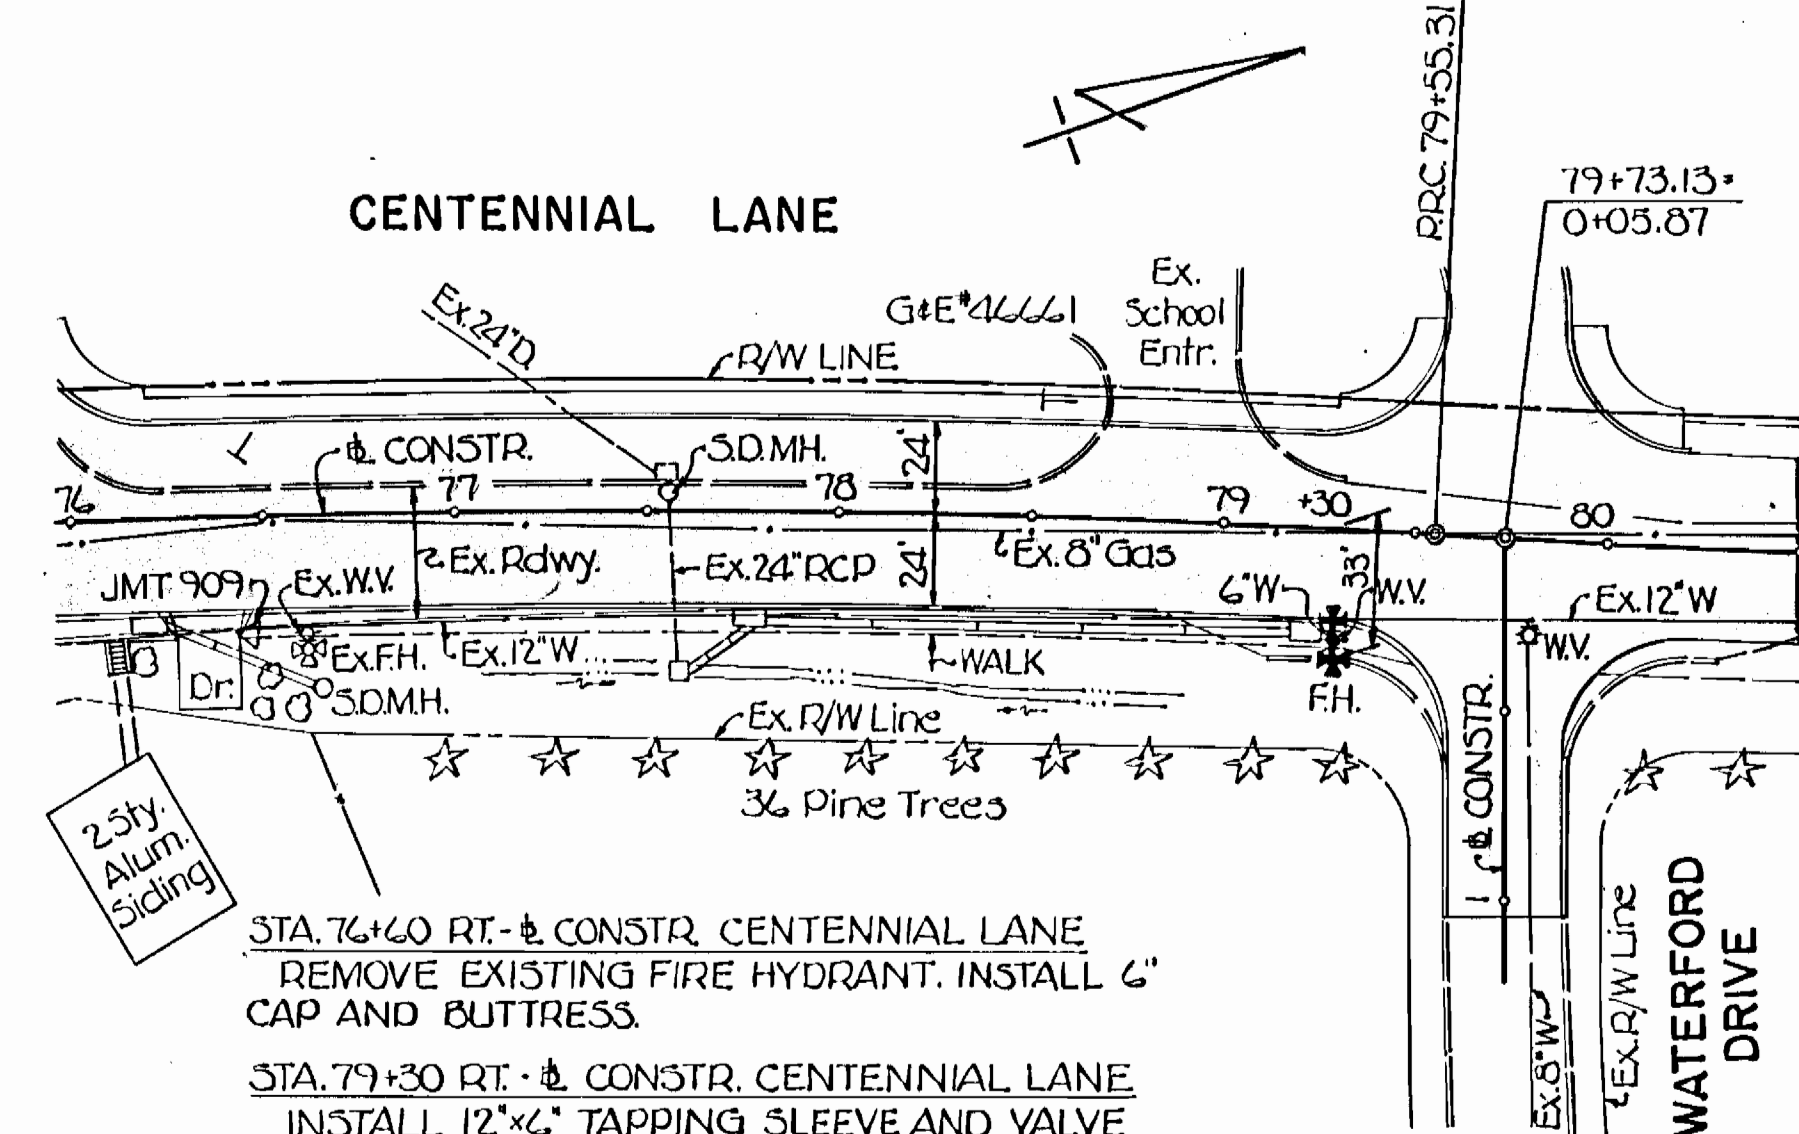 P.R.C. 79+55.31
79+73.13=
0+05.87
CENTENNIAL LANE
Ex.24"D.
G&E#46661
Ex.
School
Entr.
R/W LINE
℄ CONSTR.
S.D.MH.
24'
76
77
78
79
+30
80
Ex. Rdwy.
Ex.24"RCP
24'
Ex.8"Gas
33'
JMT 909
Ex.W.V.
6"W
W.V.
Ex.12"W
Ex.F.H.
Ex.12"W
WALK
W.V.
Dr.
S.D.M.H.
F.H.
Ex.R/W Line
36 Pine Trees
2 Sty.
Alum.
Siding
℄ CONSTR.
1
STA.76+60 RT.-℄ CONSTR. CENTENNIAL LANE
REMOVE EXISTING FIRE HYDRANT. INSTALL 6"
CAP AND BUTTRESS.
STA.79+30 RT.-℄ CONSTR. CENTENNIAL LANE
INSTALL 12"x6" TAPPING SLEEVE AND VALVE
Ex.8"W
Ex.R/W Line
WATERFORD
DRIVE